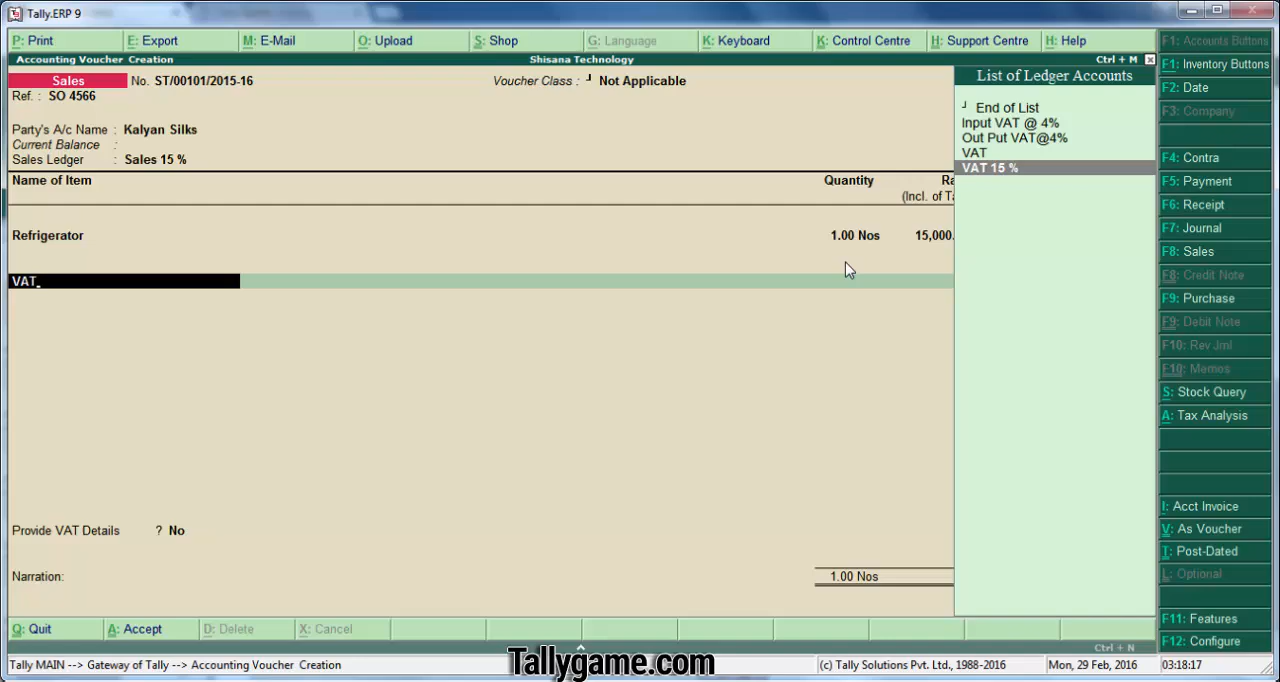 Tally.ERP 9
P: Print E: Export M: E-Mail O: Upload S: Shop G: Language K: Keyboard K: Control Centre H: Support Centre H: Help
F1: Accounts Buttons
Accounting Voucher Creation Shisana Technology Ctrl + M
F1: Inventory Buttons
Sales No. ST/00101/2015-16 Voucher Class : ┘ Not Applicable
List of Ledger Accounts
F2: Date
Ref. : SO 4566
┘ End of List
F3: Company
Input VAT @ 4%
Party's A/c Name : Kalyan Silks
Out Put VAT@4%
Current Balance :
VAT
Sales Ledger : Sales 15 %
F4: Contra
VAT 15 %
Name of Item Quantity Ra
F5: Payment
(Incl. of Ta
F6: Receipt
F7: Journal
Refrigerator 1.00 Nos 15,000.
F8: Sales
F8: Credit Note
VAT
F9: Purchase
F9: Debit Note
F10: Rev Jrnl
F10: Memos
S: Stock Query
A: Tax Analysis
I: Acct Invoice
Provide VAT Details ? No
V: As Voucher
T: Post-Dated
Narration: 1.00 Nos
L: Optional
F11: Features
Q: Quit A: Accept D: Delete X: Cancel
F12: Configure
Ctrl + N
Tally MAIN --> Gateway of Tally --> Accounting Voucher Creation (c) Tally Solutions Pvt. Ltd., 1988-2016 Mon, 29 Feb, 2016 03:18:17
Tallygame.com